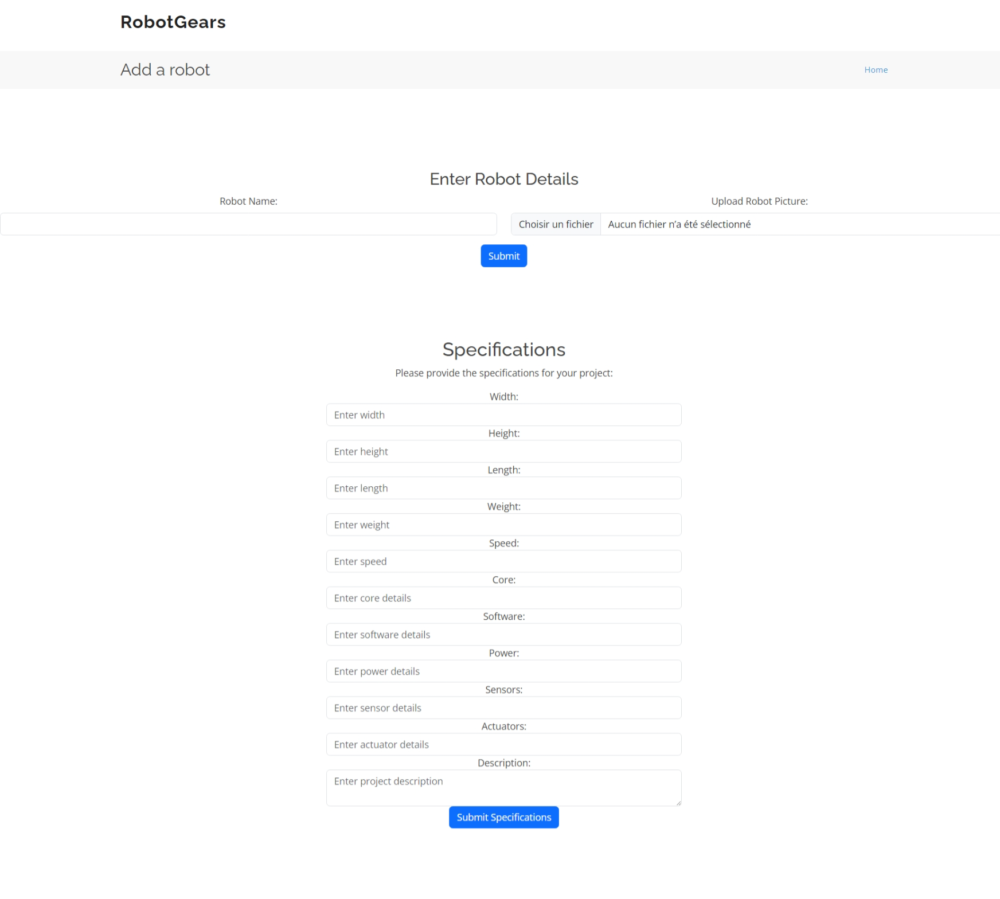 RobotGears
Add a robot
Home
Enter Robot Details
Robot Name:
Upload Robot Picture:
Choisir un fichier
Aucun fichier n’a été sélectionné
Submit
Specifications
Please provide the specifications for your project:
Width:
Enter width
Height:
Enter height
Length:
Enter length
Weight:
Enter weight
Speed:
Enter speed
Core:
Enter core details
Software:
Enter software details
Power:
Enter power details
Sensors:
Enter sensor details
Actuators:
Enter actuator details
Description:
Enter project description
Submit Specifications